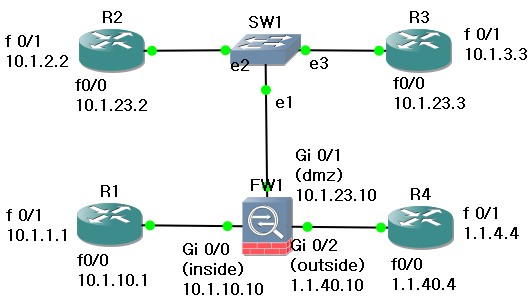 R2
SW1
R3
f 0/1
10.1.2.2
f 0/1
10.1.3.3
e2
e3
f0/0
10.1.23.2
f0/0
10.1.23.3
e1
Gi 0/1
(dmz)
10.1.23.10
R1
FW1
R4
f 0/1
10.1.1.1
f 0/1
1.1.4.4
f0/0
10.1.10.1
Gi 0/0
(inside)
10.1.10.10
Gi 0/2
(outside)
1.1.40.10
f0/0
1.1.40.4